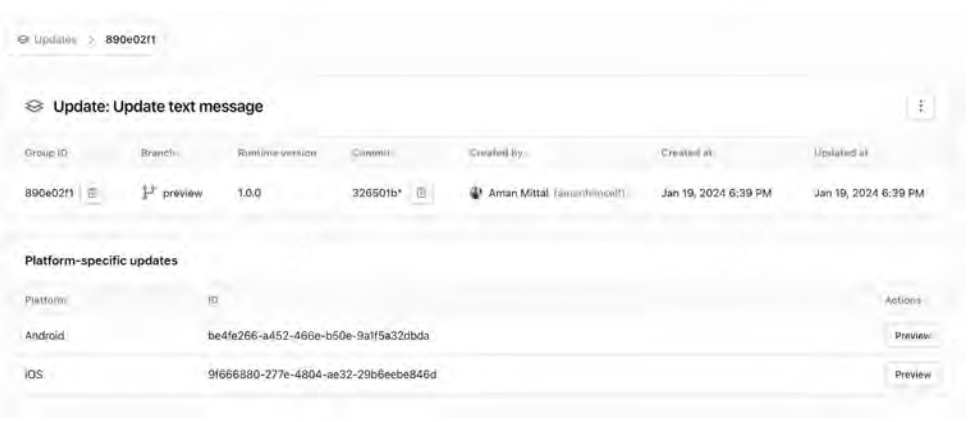 Updates > 890e02f1
Update: Update text message
Group ID Branch Runtime version Commit Created by Created at Updated at
890e02f1 preview 1.0.0 326501b* Aman Mittal (amanhimself) Jan 19, 2024 6:39 PM Jan 19, 2024 6:39 PM
Platform-specific updates
Platform ID Actions
Android be4fe266-a452-466e-b50e-9a1f5a32dbda Preview
iOS 9f666880-277e-4804-ae32-29b6eebe846d Preview